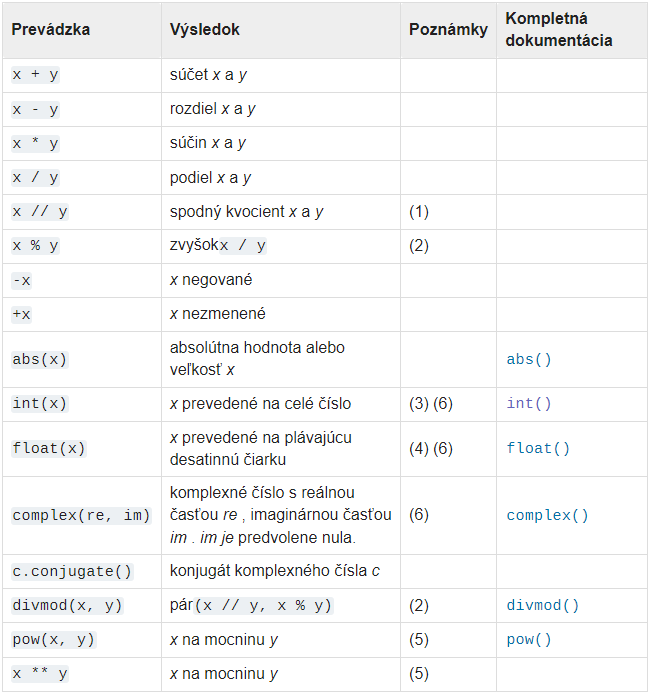 Prevádzka Výsledok Poznámky Kompletná dokumentácia
x + y súčet x a y
x - y rozdiel x a y
x * y súčin x a y
x / y podiel x a y
x // y spodný kvocient x a y (1)
x % y zvyšok x / y (2)
-x x negované
+x x nezmenené
abs(x) absolútna hodnota alebo
veľkosť x abs()
int(x) x prevedené na celé číslo (3) (6) int()
float(x) x prevedené na plávajúcu
desatinnú čiarku (4) (6) float()
complex(re, im) komplexné číslo s reálnou
časťou re , imaginárnou časťou
im . im je predvolene nula. (6) complex()
c.conjugate() konjugát komplexného čísla c
divmod(x, y) pár (x // y, x % y) (2) divmod()
pow(x, y) x na mocninu y (5) pow()
x ** y x na mocninu y (5)